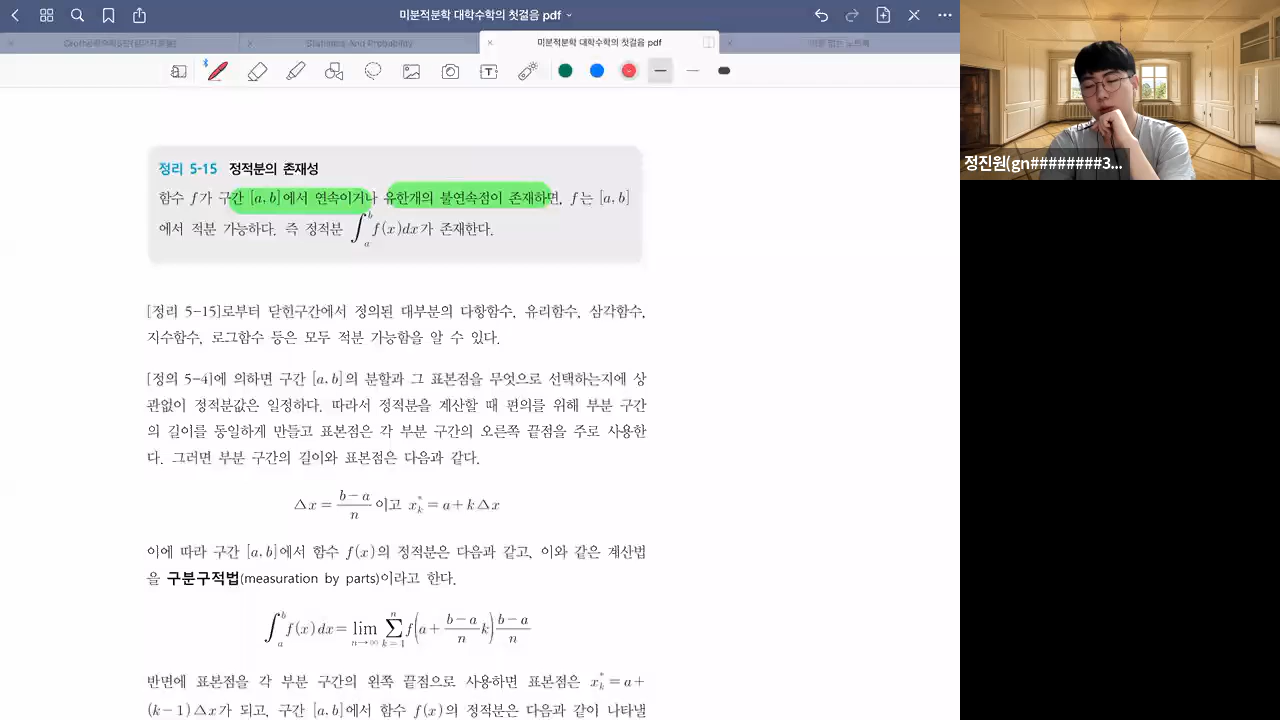 미분적분학 대학수학의 첫걸음 pdf
Statistics And Probability
미분적분학 대학수학의 첫걸음 pdf
정진원(gn########3...
정리 5-15 정적분의 존재성
함수 f가 구간 [a, b]에서 연속이거나 유한개의 불연속점이 존재하면, f는 [a, b]
에서 적분 가능하다. 즉 정적분 ∫_a^b f(x)dx가 존재한다.
[정리 5-15]로부터 닫힌구간에서 정의된 대부분의 다항함수, 유리함수, 삼각함수,
지수함수, 로그함수 등은 모두 적분 가능함을 알 수 있다.
[정의 5-4]에 의하면 구간 [a, b]의 분할과 그 표본점을 무엇으로 선택하는지에 상
관없이 정적분값은 일정하다. 따라서 정적분을 계산할 때 편의를 위해 부분 구간
의 길이를 동일하게 만들고 표본점은 각 부분 구간의 오른쪽 끝점을 주로 사용한
다. 그러면 부분 구간의 길이와 표본점은 다음과 같다.
△x = (b-a)/n 이고 x_k^* = a + k△x
이에 따라 구간 [a, b]에서 함수 f(x)의 정적분은 다음과 같고, 이와 같은 계산법
을 구분구적법(measuration by parts)이라고 한다.
∫_a^b f(x)dx = lim_{n→∞} ∑_{k=1}^n f(a + (b-a)/n k) (b-a)/n
반면에 표본점을 각 부분 구간의 왼쪽 끝점으로 사용하면 표본점은 x_k^* = a +
(k-1)△x가 되고, 구간 [a, b]에서 함수 f(x)의 정적분은 다음과 같이 나타낼